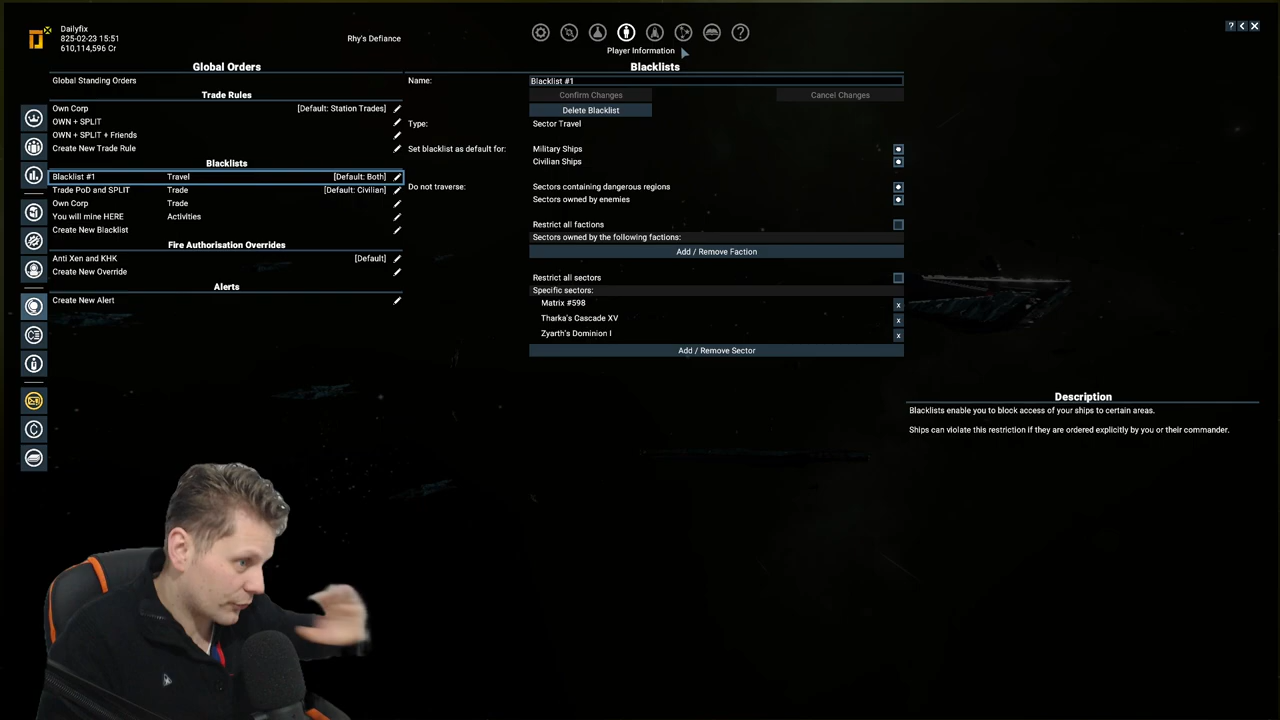 Dailyfix
825-02-23 15:51
610,114,596 Cr
Rhy's Defiance
Player Information
Global Orders
Global Standing Orders
Trade Rules
Own Corp [Default: Station Trades]
OWN + SPLIT
OWN + SPLIT + Friends
Create New Trade Rule
Blacklists
Blacklist #1 Travel [Default: Both]
Trade PoD and SPLIT Trade [Default: Civilian]
Own Corp Trade
You will mine HERE Activities
Create New Blacklist
Fire Authorisation Overrides
Anti Xen and KHK [Default]
Create New Override
Alerts
Create New Alert
Blacklists
Name: Blacklist #1
Confirm Changes Cancel Changes
Delete Blacklist
Type: Sector Travel
Set blacklist as default for: Military Ships
Civilian Ships
Do not traverse: Sectors containing dangerous regions
Sectors owned by enemies
Restrict all factions
Sectors owned by the following factions:
Add / Remove Faction
Restrict all sectors
Specific sectors:
Matrix #598 x
Tharka's Cascade XV x
Zyarth's Dominion I x
Add / Remove Sector
Description
Blacklists enable you to block access of your ships to certain areas.
Ships can violate this restriction if they are ordered explicitly by you or their commander.